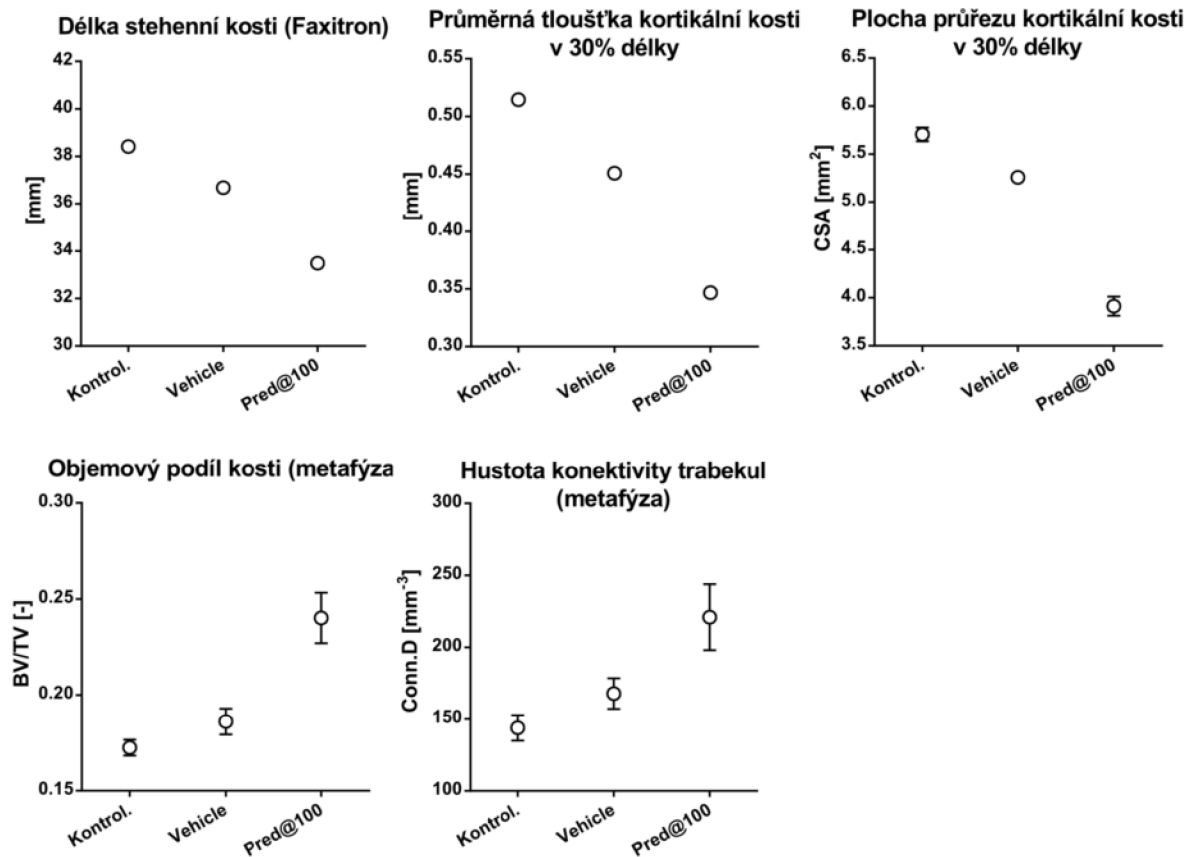 Délka stehenní kosti (Faxitron)
42
40
38
36
34
32
30
[mm]
Kontrol.
Vehicle
Pred@100
Průměrná tloušťka kortikální kosti
v 30% délky
0.55
0.50
0.45
0.40
0.35
0.30
[mm]
Kontrol.
Vehicle
Pred@100
Plocha průřezu kortikální kosti
v 30% délky
6.5
6.0
5.5
5.0
4.5
4.0
3.5
CSA [mm²]
Kontrol.
Vehicle
Pred@100
Objemový podíl kosti (metafýza
0.30
0.25
0.20
0.15
BV/TV [-]
Kontrol.
Vehicle
Pred@100
Hustota konektivity trabekul
(metafýza)
300
250
200
150
100
Conn.D [mm⁻³]
Kontrol.
Vehicle
Pred@100